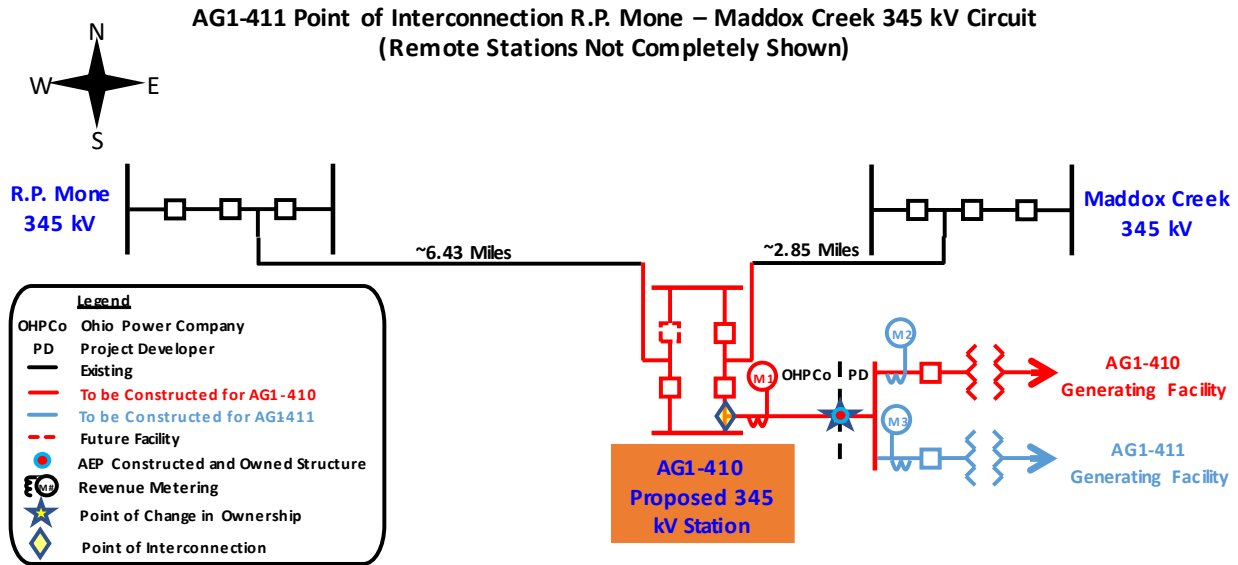 AG1-411 Point of Interconnection R.P. Mone – Maddox Creek 345 kV Circuit
(Remote Stations Not Completely Shown)
N
W
E
S
R.P. Mone
345 kV
Maddox Creek
345 kV
~6.43 Miles
~2.85 Miles
Legend
OHPCo Ohio Power Company
PD Project Developer
Existing
To be Constructed for AG1-410
To be Constructed for AG1-411
Future Facility
AEP Constructed and Owned Structure
M# Revenue Metering
Point of Change in Ownership
Point of Interconnection
M1
OHPCo
PD
M2
M3
AG1-410
Generating Facility
AG1-411
Generating Facility
AG1-410
Proposed 345
kV Station